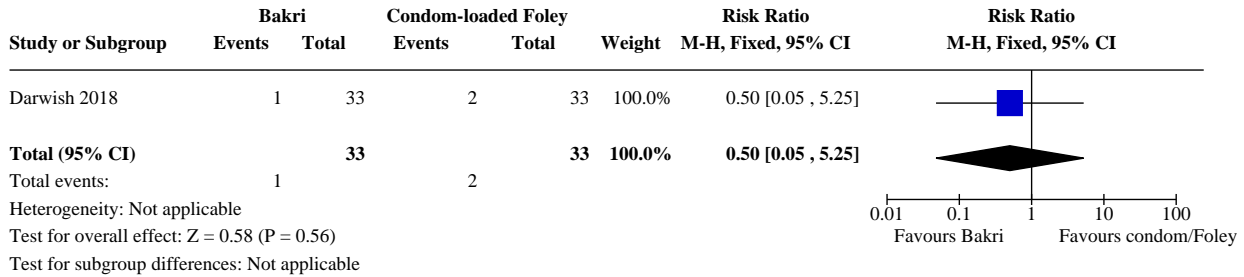 Bakri Condom-loaded Foley Risk Ratio Risk Ratio
Study or Subgroup Events Total Events Total Weight M-H, Fixed, 95% CI M-H, Fixed, 95% CI
Darwish 2018 1 33 2 33 100.0% 0.50 [0.05 , 5.25]
Total (95% CI) 33 33 100.0% 0.50 [0.05 , 5.25]
Total events: 1 2
Heterogeneity: Not applicable
0.01 0.1 1 10 100
Test for overall effect: Z = 0.58 (P = 0.56)
Favours Bakri Favours condom/Foley
Test for subgroup differences: Not applicable